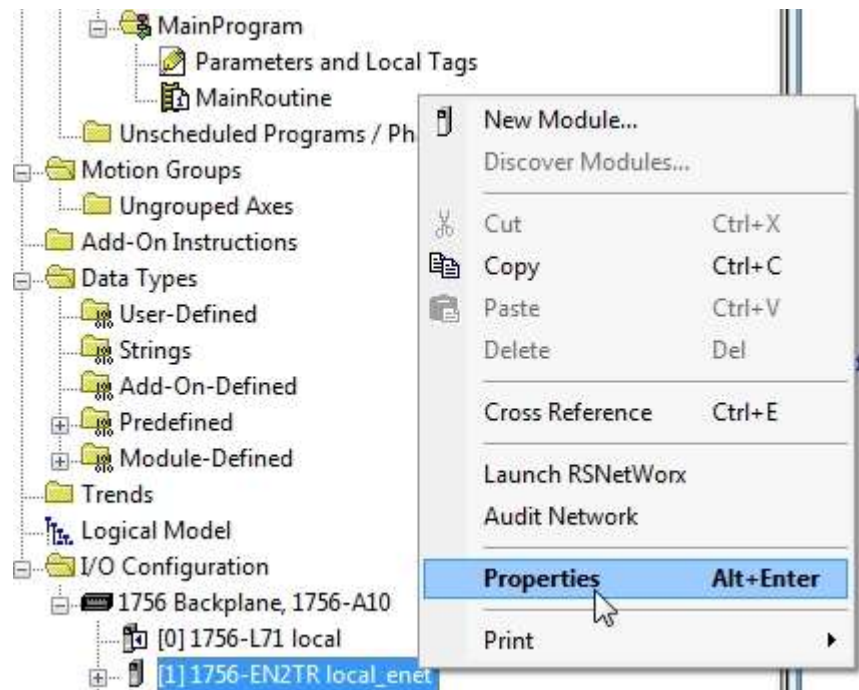 MainProgram
Parameters and Local Tags
MainRoutine
Unscheduled Programs / Ph
Motion Groups
Ungrouped Axes
Add-On Instructions
Data Types
User-Defined
Strings
Add-On-Defined
Predefined
Module-Defined
Trends
Logical Model
I/O Configuration
1756 Backplane, 1756-A10
[0] 1756-L71 local
[1] 1756-EN2TR local_enet
New Module...
Discover Modules...
Cut Ctrl+X
Copy Ctrl+C
Paste Ctrl+V
Delete Del
Cross Reference Ctrl+E
Launch RSNetWorx
Audit Network
Properties Alt+Enter
Print